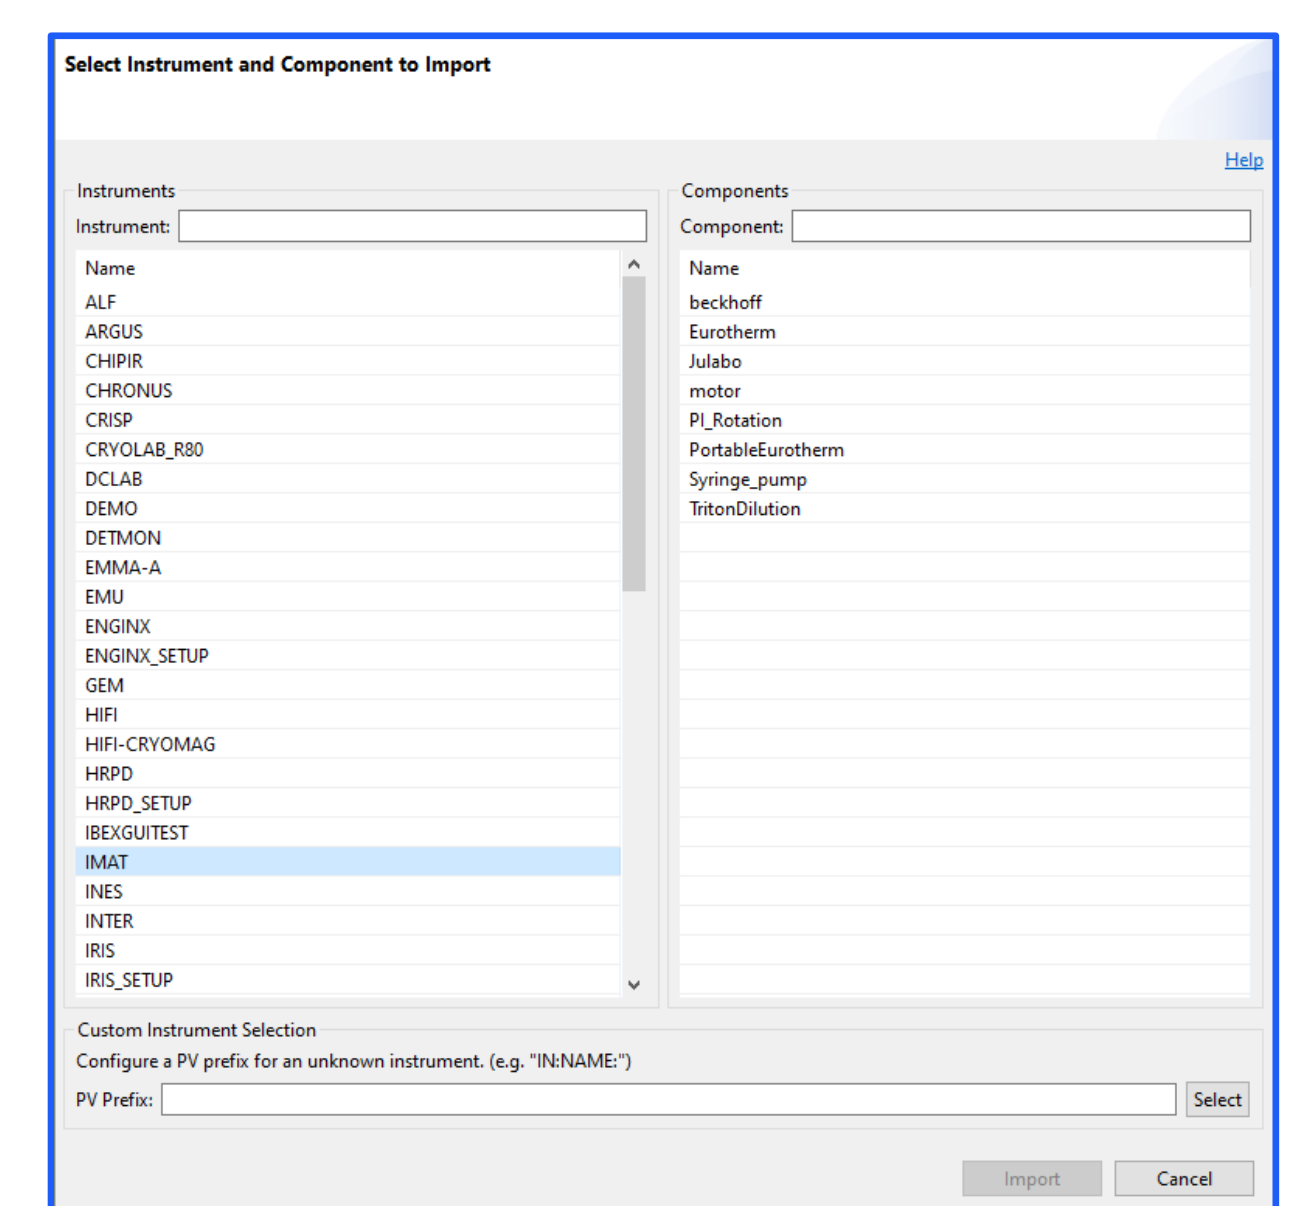 Select Instrument and Component to Import
Help
Instruments
Instrument:
Name
ALF
ARGUS
CHIPIR
CHRONUS
CRISP
CRYOLAB_R80
DCLAB
DEMO
DETMON
EMMA-A
EMU
ENGINX
ENGINX_SETUP
GEM
HIFI
HIFI-CRYOMAG
HRPD
HRPD_SETUP
IBEXGUITEST
IMAT
INES
INTER
IRIS
IRIS_SETUP
Components
Component:
Name
beckhoff
Eurotherm
Julabo
motor
PI_Rotation
PortableEurotherm
Syringe_pump
TritonDilution
Custom Instrument Selection
Configure a PV prefix for an unknown instrument. (e.g. "IN:NAME:")
PV Prefix:
Select
Import
Cancel